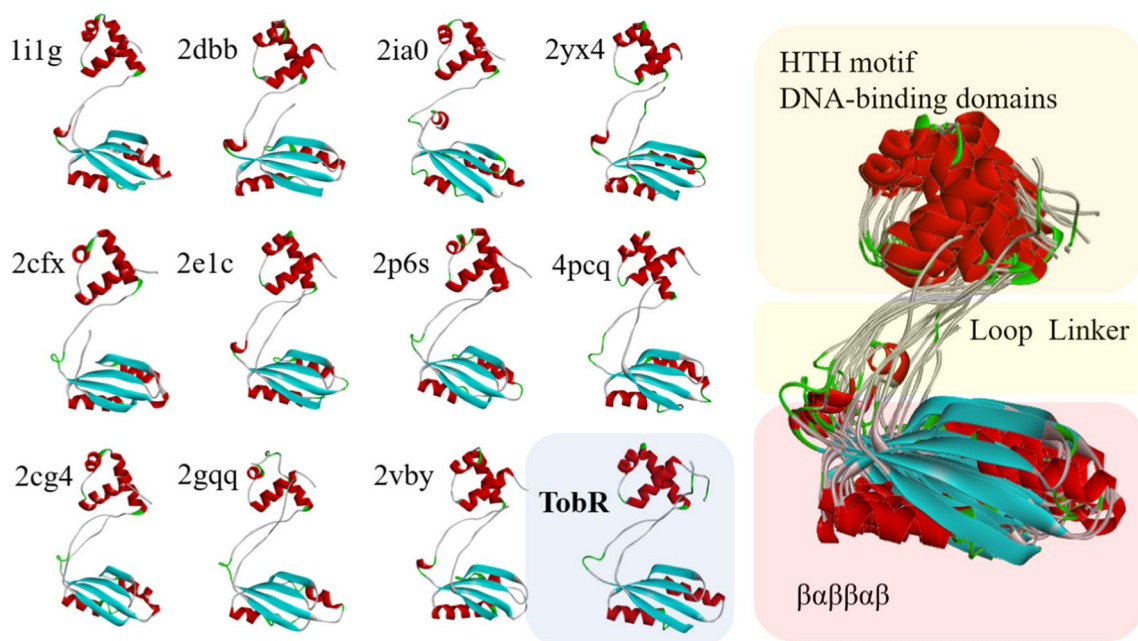 1i1g
2dbb
2ia0
2yx4
2cfx
2e1c
2p6s
4pcq
2cg4
2gqq
2vby
TobR
HTH motif
DNA-binding domains
Loop Linker
βαββαβ